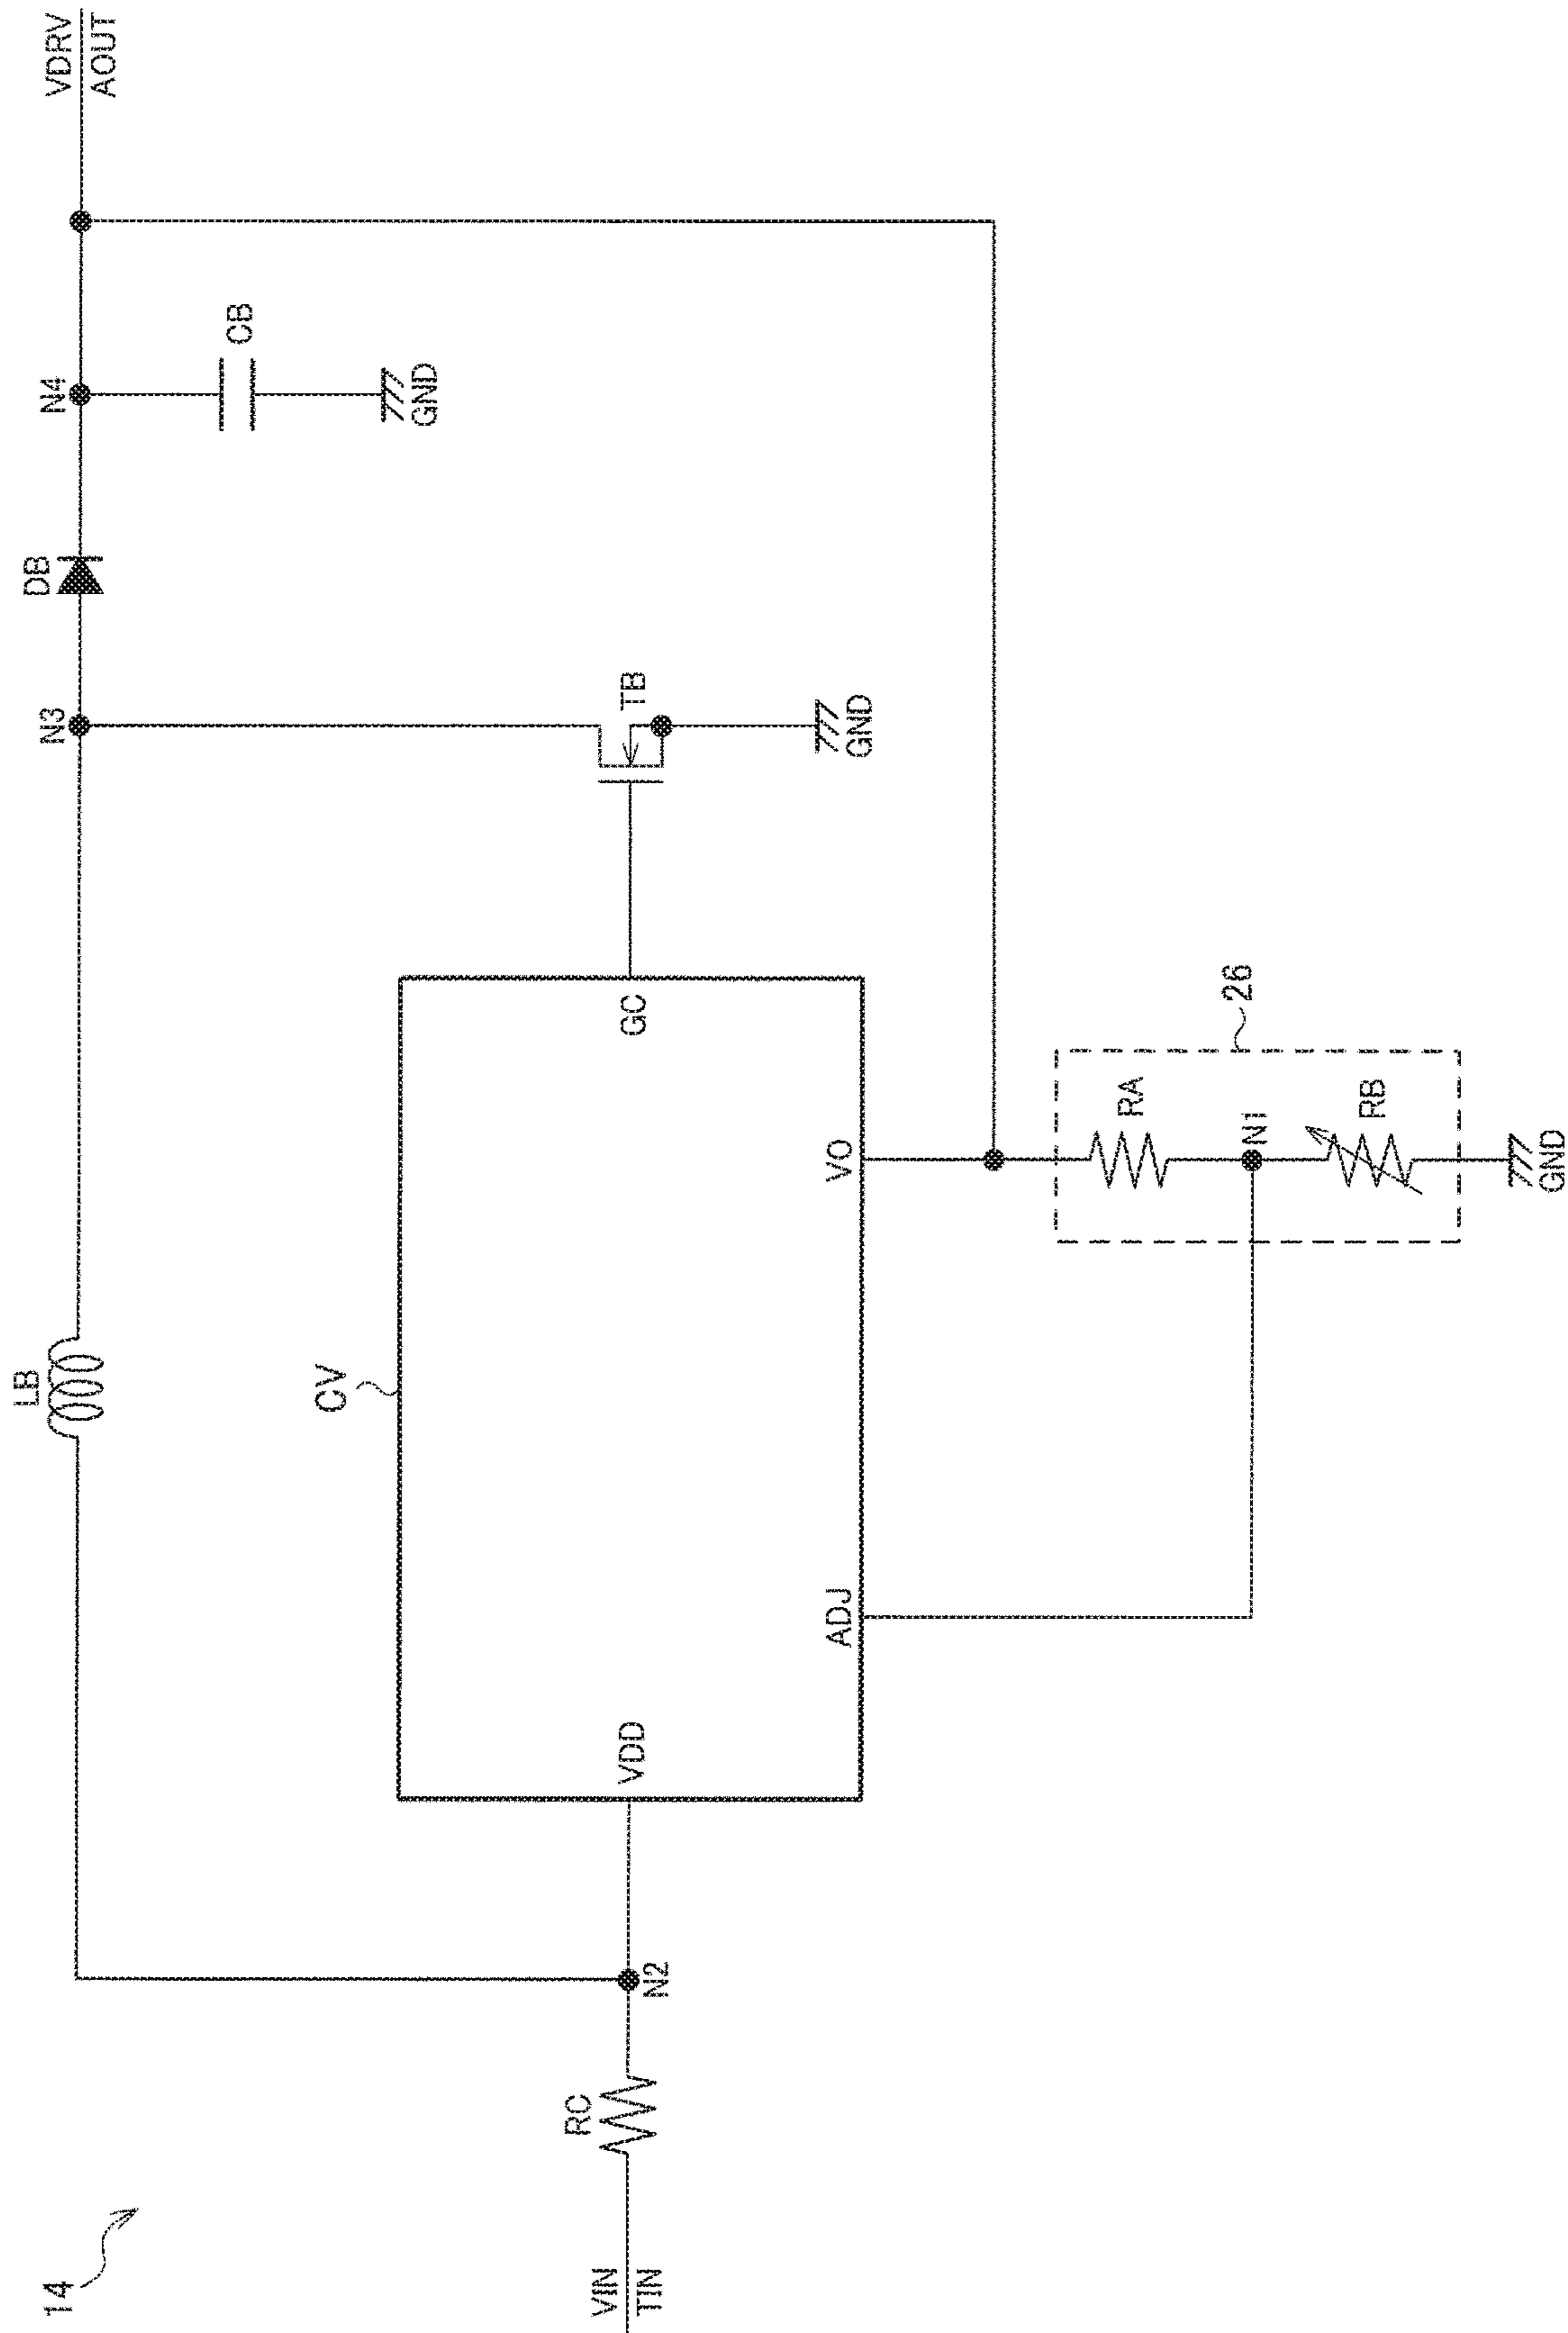 14
LB
N3
DB
N4
VDRV
AOUT
CB
GND
CV
TB
GND
VIN
TIN
RC
N2
VDD
GC
ADJ
VO
26
RA
N1
RB
GND